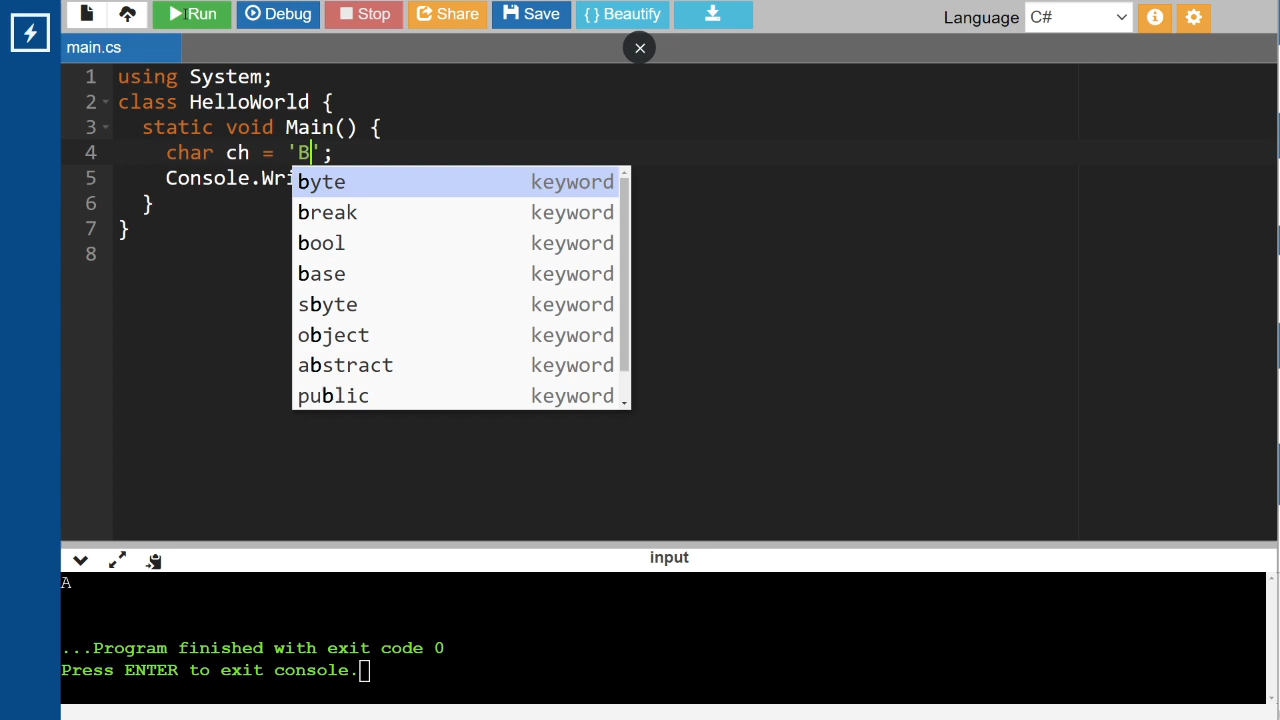 Run Debug Stop Share Save { } Beautify Language C#
main.cs
1 using System;
2 class HelloWorld {
3 static void Main() {
4 char ch = 'B';
5 Console.Wri
6 }
7 }
8
byte keyword
break keyword
bool keyword
base keyword
sbyte keyword
object keyword
abstract keyword
public keyword
input
A
...Program finished with exit code 0
Press ENTER to exit console.